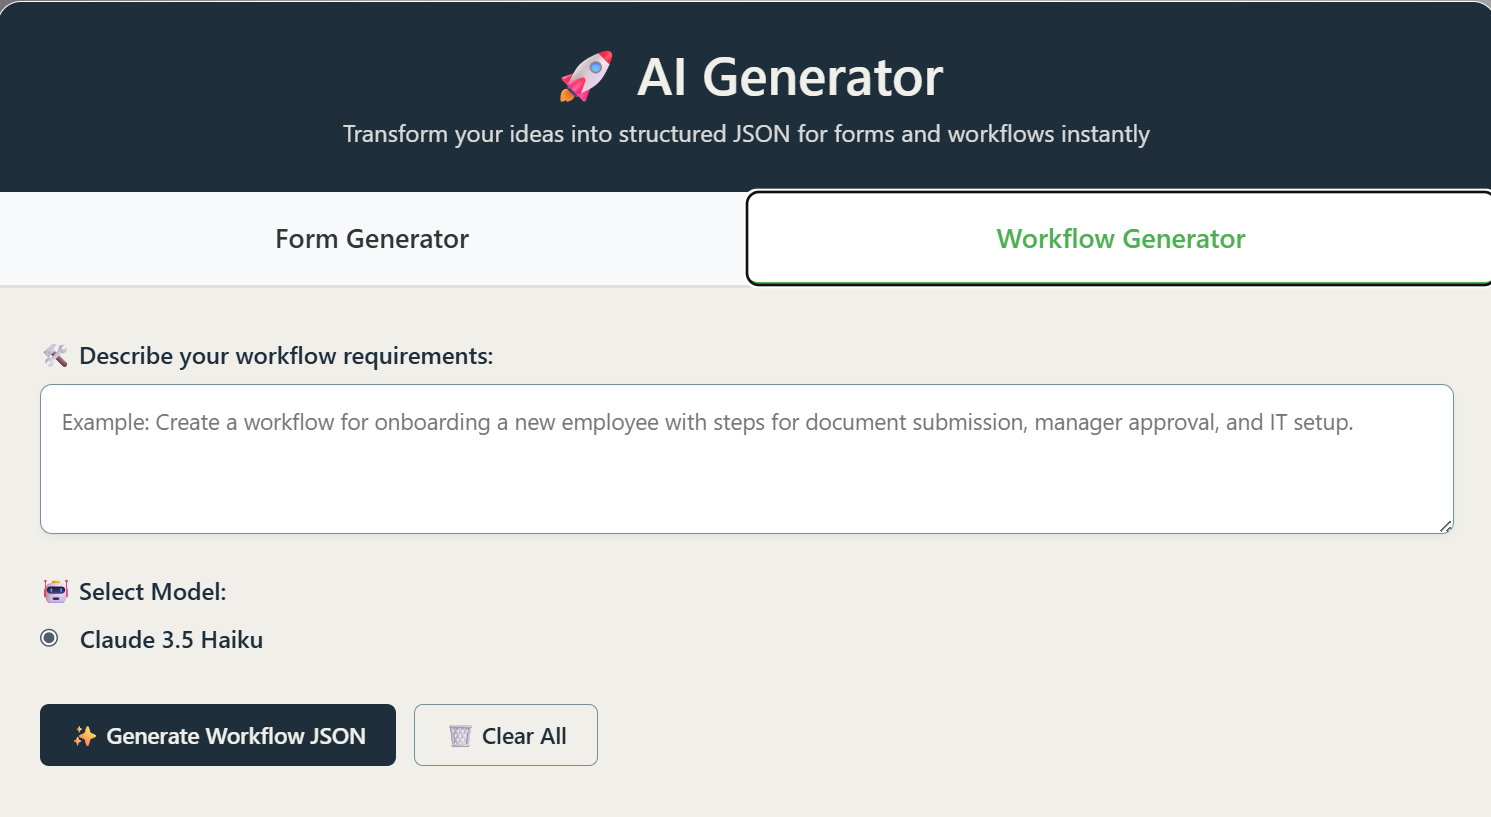 AI Generator
Transform your ideas into structured JSON for forms and workflows instantly
Form Generator
Workflow Generator
Describe your workflow requirements:
Example: Create a workflow for onboarding a new employee with steps for document submission, manager approval, and IT setup.
Select Model:
Claude 3.5 Haiku
Generate Workflow JSON
Clear All